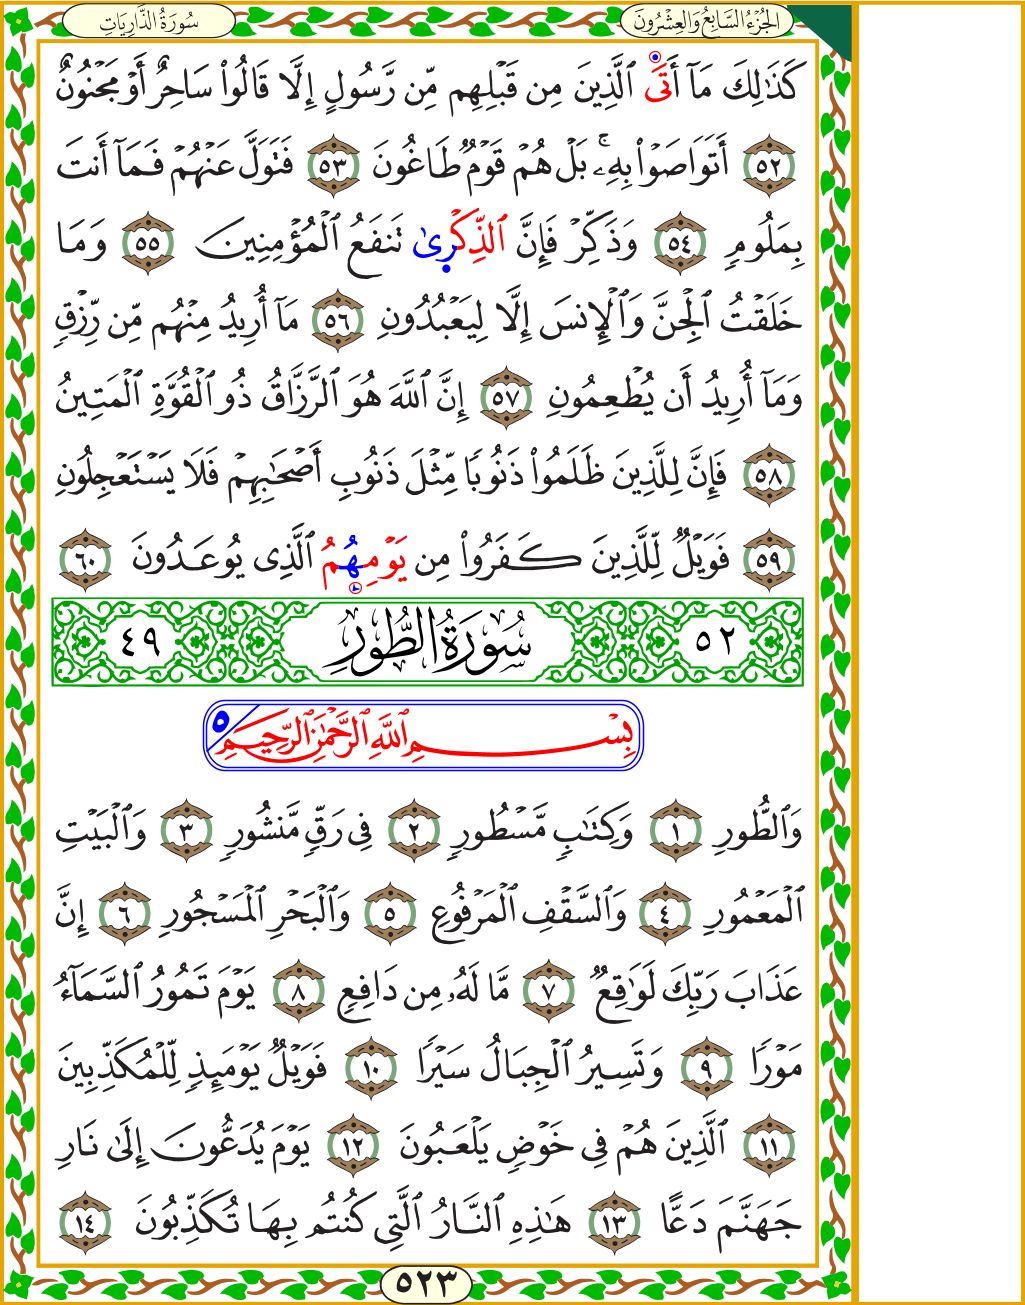 الجُزْءُ السَّابِعُ وَالعِشْرُونَ
سُورَةُ الذَّارِيَاتِ
كَذَٰلِكَ مَآ أَتَى ٱلَّذِينَ مِن قَبْلِهِم مِّن رَّسُولٍ إِلَّا قَالُوا۟ سَاحِرٌ أَوْ مَجْنُونٌ
٥٢ أَتَوَاصَوْا۟ بِهِۦ ۚ بَلْ هُمْ قَوْمٌ طَاغُونَ ٥٣ فَتَوَلَّ عَنْهُمْ فَمَآ أَنتَ
بِمَلُومٍ ٥٤ وَذَكِّرْ فَإِنَّ ٱلذِّكْرَىٰ تَنفَعُ ٱلْمُؤْمِنِينَ ٥٥ وَمَا
خَلَقْتُ ٱلْجِنَّ وَٱلْإِنسَ إِلَّا لِيَعْبُدُونِ ٥٦ مَآ أُرِيدُ مِنْهُم مِّن رِّزْقٍ
وَمَآ أُرِيدُ أَن يُطْعِمُونِ ٥٧ إِنَّ ٱللَّهَ هُوَ ٱلرَّزَّاقُ ذُو ٱلْقُوَّةِ ٱلْمَتِينُ
٥٨ فَإِنَّ لِلَّذِينَ ظَلَمُوا۟ ذَنُوبًا مِّثْلَ ذَنُوبِ أَصْحَٰبِهِمْ فَلَا يَسْتَعْجِلُونِ
٥٩ فَوَيْلٌ لِّلَّذِينَ كَفَرُوا۟ مِن يَوْمِهُمُ ٱلَّذِى يُوعَدُونَ ٦٠
٥٢ سُورَةُ الطُّورِ ٤٩
بِسْمِ ٱللَّهِ ٱلرَّحْمَٰنِ ٱلرَّحِيمِ ٥
وَٱلطُّورِ ١ وَكِتَٰبٍ مَّسْطُورٍ ٢ فِى رَقٍّ مَّنشُورٍ ٣ وَٱلْبَيْتِ
ٱلْمَعْمُورِ ٤ وَٱلسَّقْفِ ٱلْمَرْفُوعِ ٥ وَٱلْبَحْرِ ٱلْمَسْجُورِ ٦ إِنَّ
عَذَابَ رَبِّكَ لَوَٰقِعٌ ٧ مَّا لَهُۥ مِن دَافِعٍ ٨ يَوْمَ تَمُورُ ٱلسَّمَآءُ
مَوْرًا ٩ وَتَسِيرُ ٱلْجِبَالُ سَيْرًا ١٠ فَوَيْلٌ يَوْمَئِذٍ لِّلْمُكَذِّبِينَ
١١ ٱلَّذِينَ هُمْ فِى خَوْضٍ يَلْعَبُونَ ١٢ يَوْمَ يُدَعُّونَ إِلَىٰ نَارِ
جَهَنَّمَ دَعًّا ١٣ هَٰذِهِ ٱلنَّارُ ٱلَّتِى كُنتُم بِهَا تُكَذِّبُونَ ١٤
٥٢٣